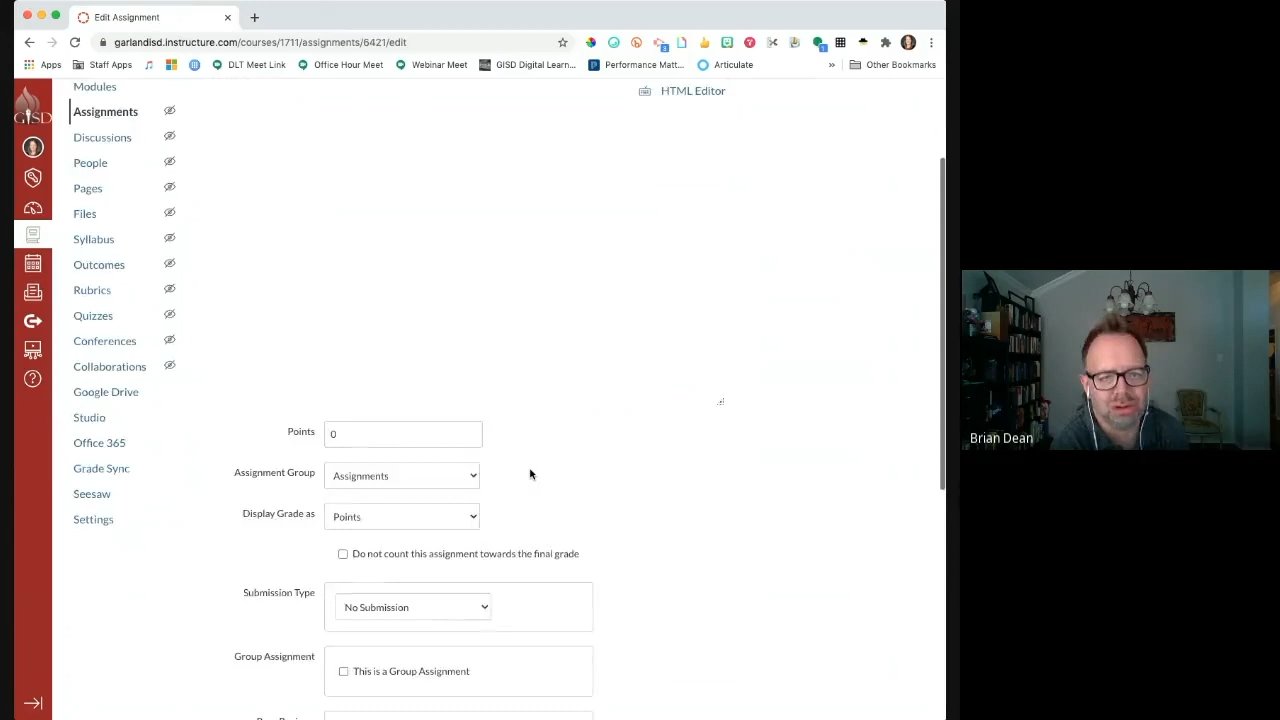 Edit Assignment
garlandisd.instructure.com/courses/1711/assignments/6421/edit
Apps
Staff Apps
DLT Meet Link
Office Hour Meet
Webinar Meet
GISD Digital Learn...
Performance Matt...
Articulate
»
Other Bookmarks
GISD
Modules
Assignments
Discussions
People
Pages
Files
Syllabus
Outcomes
Rubrics
Quizzes
Conferences
Collaborations
Google Drive
Studio
Office 365
Grade Sync
Seesaw
Settings
HTML Editor
Points 0
Assignment Group Assignments
Display Grade as Points
Do not count this assignment towards the final grade
Submission Type No Submission
Group Assignment This is a Group Assignment
Brian Dean